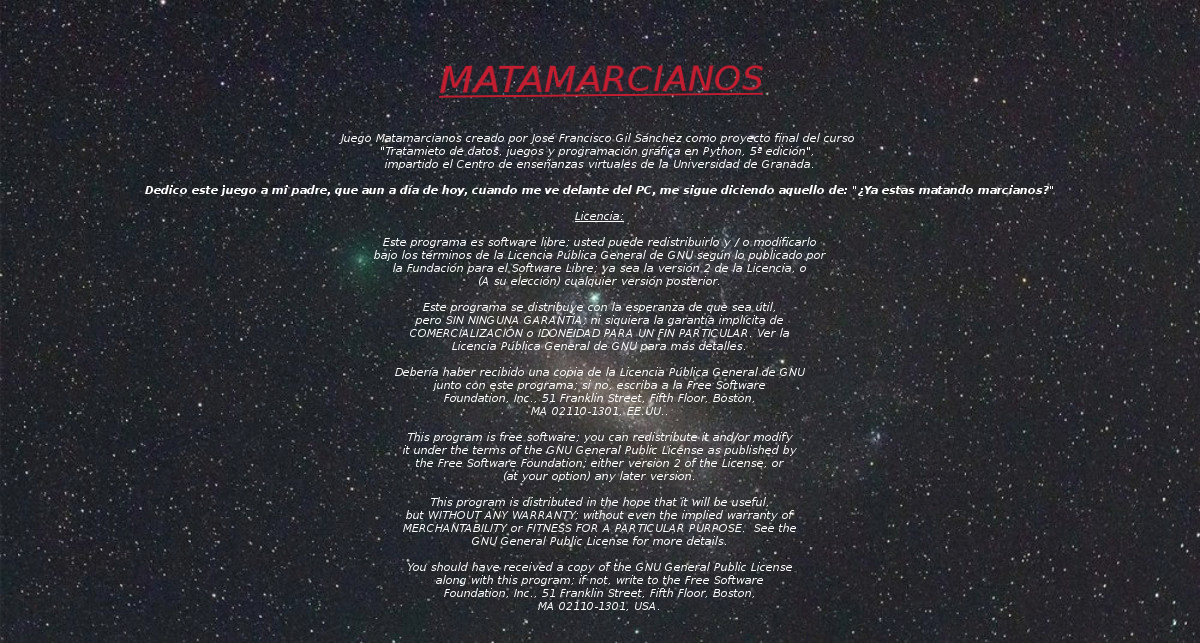 MATAMARCIANOS
Juego Matamarcianos creado por José Francisco Gil Sánchez como proyecto final del curso
"Tratamieto de datos, juegos y programación gráfica en Python. 5ª edición",
impartido el Centro de enseñanzas virtuales de la Universidad de Granada.
Dedico este juego a mi padre, que aun a día de hoy, cuando me ve delante del PC, me sigue diciendo aquello de: "¿Ya estas matando marcianos?"
Licencia:
Este programa es software libre; usted puede redistribuirlo y / o modificarlo
bajo los términos de la Licencia Pública General de GNU según lo publicado por
la Fundación para el Software Libre; ya sea la versión 2 de la Licencia, o
(A su elección) cualquier versión posterior.
Este programa se distribuye con la esperanza de que sea útil,
pero SIN NINGUNA GARANTÍA; ni siquiera la garantía implícita de
COMERCIALIZACIÓN o IDONEIDAD PARA UN FIN PARTICULAR. Ver la
Licencia Pública General de GNU para más detalles.
Debería haber recibido una copia de la Licencia Pública General de GNU
junto con este programa; si no, escriba a la Free Software
Foundation, Inc., 51 Franklin Street, Fifth Floor, Boston,
MA 02110-1301, EE.UU..
This program is free software; you can redistribute it and/or modify
it under the terms of the GNU General Public License as published by
the Free Software Foundation; either version 2 of the License, or
(at your option) any later version.
This program is distributed in the hope that it will be useful,
but WITHOUT ANY WARRANTY; without even the implied warranty of
MERCHANTABILITY or FITNESS FOR A PARTICULAR PURPOSE.  See the
GNU General Public License for more details.
You should have received a copy of the GNU General Public License
along with this program; if not, write to the Free Software
Foundation, Inc., 51 Franklin Street, Fifth Floor, Boston,
MA 02110-1301, USA.